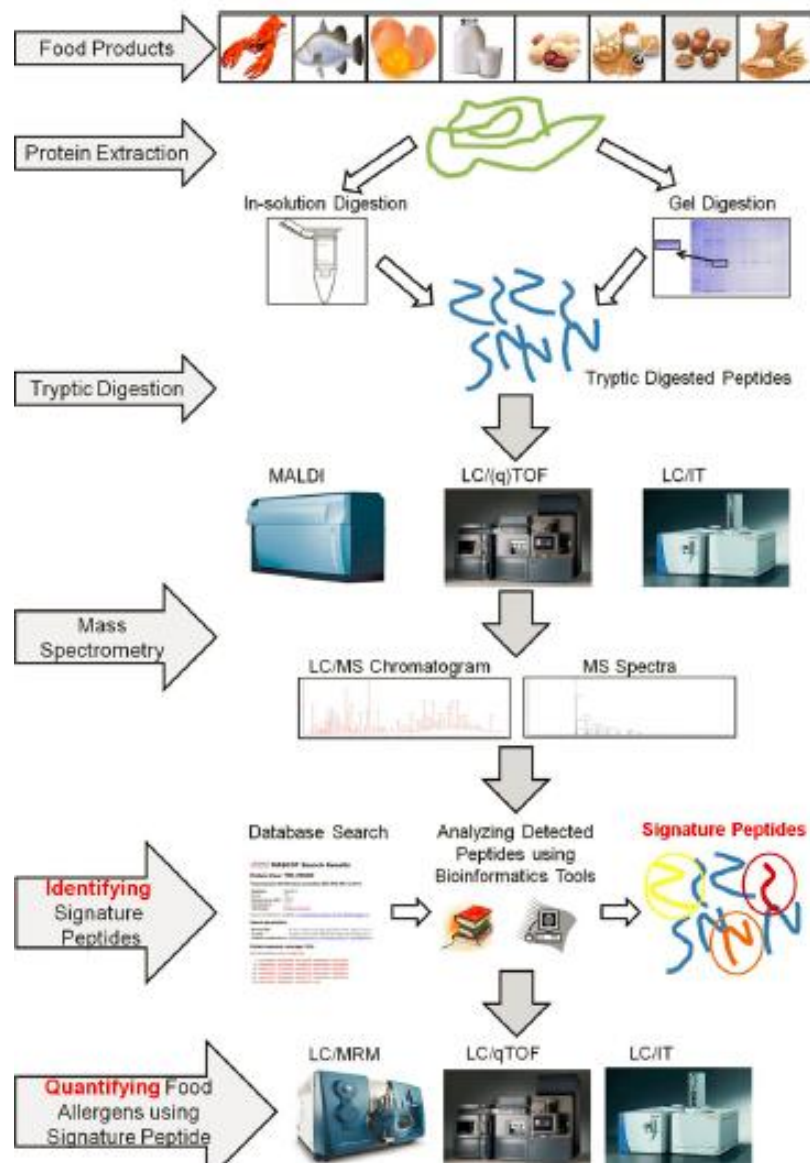 Food Products
Protein Extraction
In-solution Digestion
Gel Digestion
Tryptic Digestion
Tryptic Digested Peptides
MALDI
LC/(q)TOF
LC/IT
Mass
Spectrometry
LC/MS Chromatogram
MS Spectra
Identifying
Signature
Peptides
Database Search
Analyzing Detected
Peptides using
Bioinformatics Tools
Signature Peptides
Quantifying Food
Allergens using
Signature Peptide
LC/MRM
LC/qTOF
LC/IT